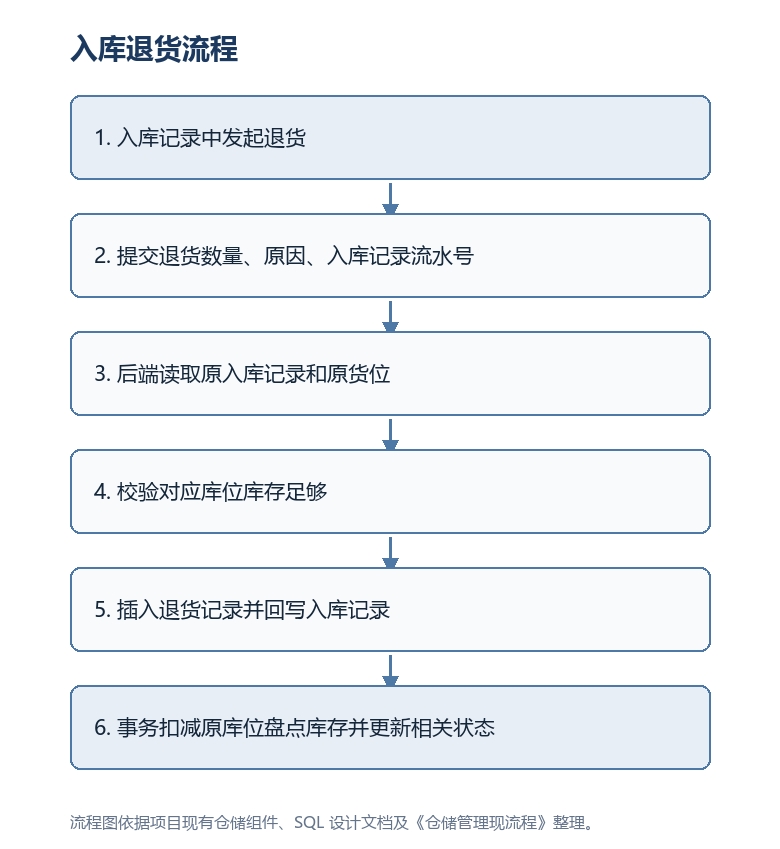 入库退货流程
1. 入库记录中发起退货
2. 提交退货数量、原因、入库记录流水号
3. 后端读取原入库记录和原货位
4. 校验对应库位库存足够
5. 插入退货记录并回写入库记录
6. 事务扣减原库位盘点库存并更新相关状态
流程图依据项目现有仓储组件、SQL 设计文档及《仓储管理现流程》整理。